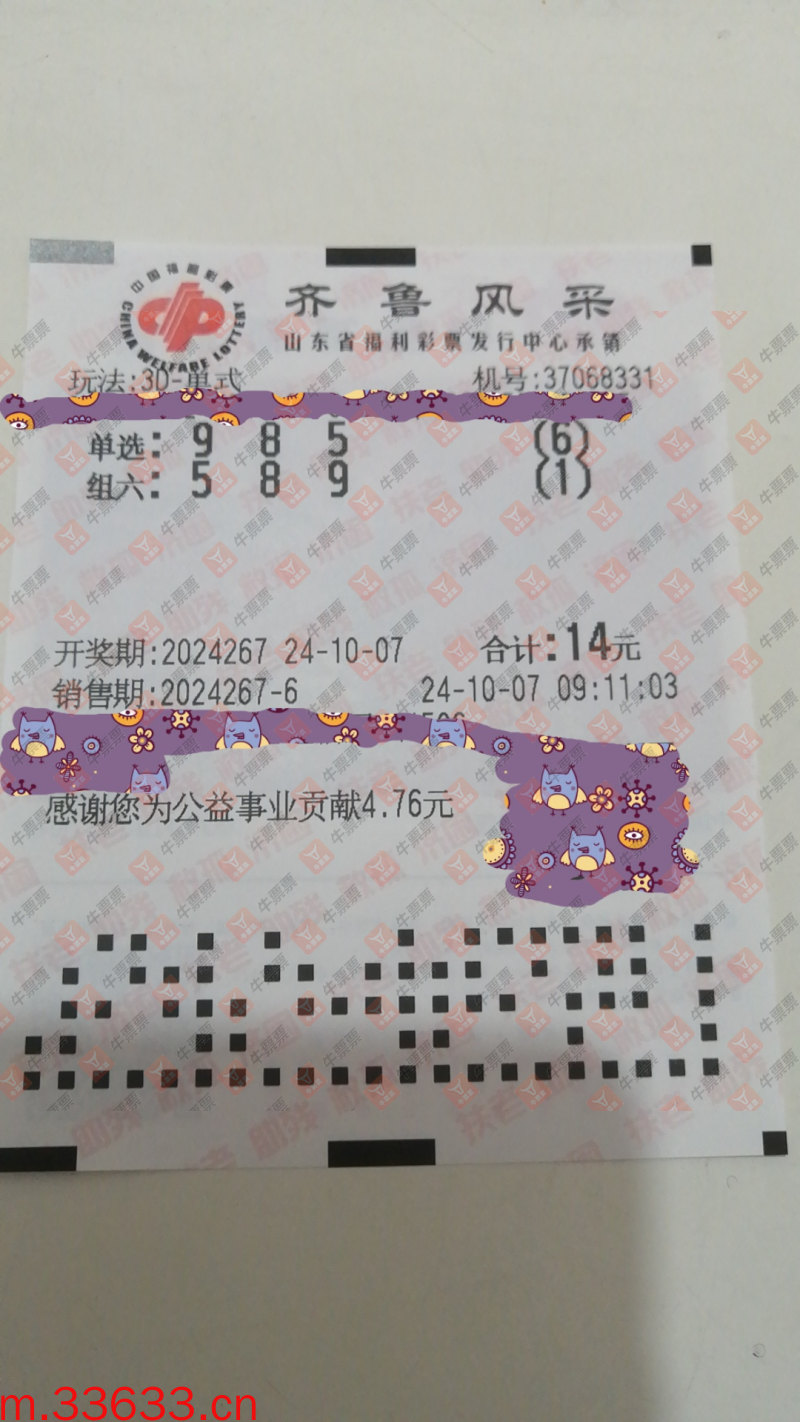 中国福利彩票
CHINA WELFARE LOTTERY
齐鲁风采
山东省福利彩票发行中心承销
玩法:3D-单式 机号:37068331
单选: 9 8 5 (6)
组六: 5 8 9 (1)
开奖期:2024267 24-10-07 合计:14元
销售期:2024267-6 24-10-07 09:11:03
感谢您为公益事业贡献4.76元
牛票票
m.33633.cn